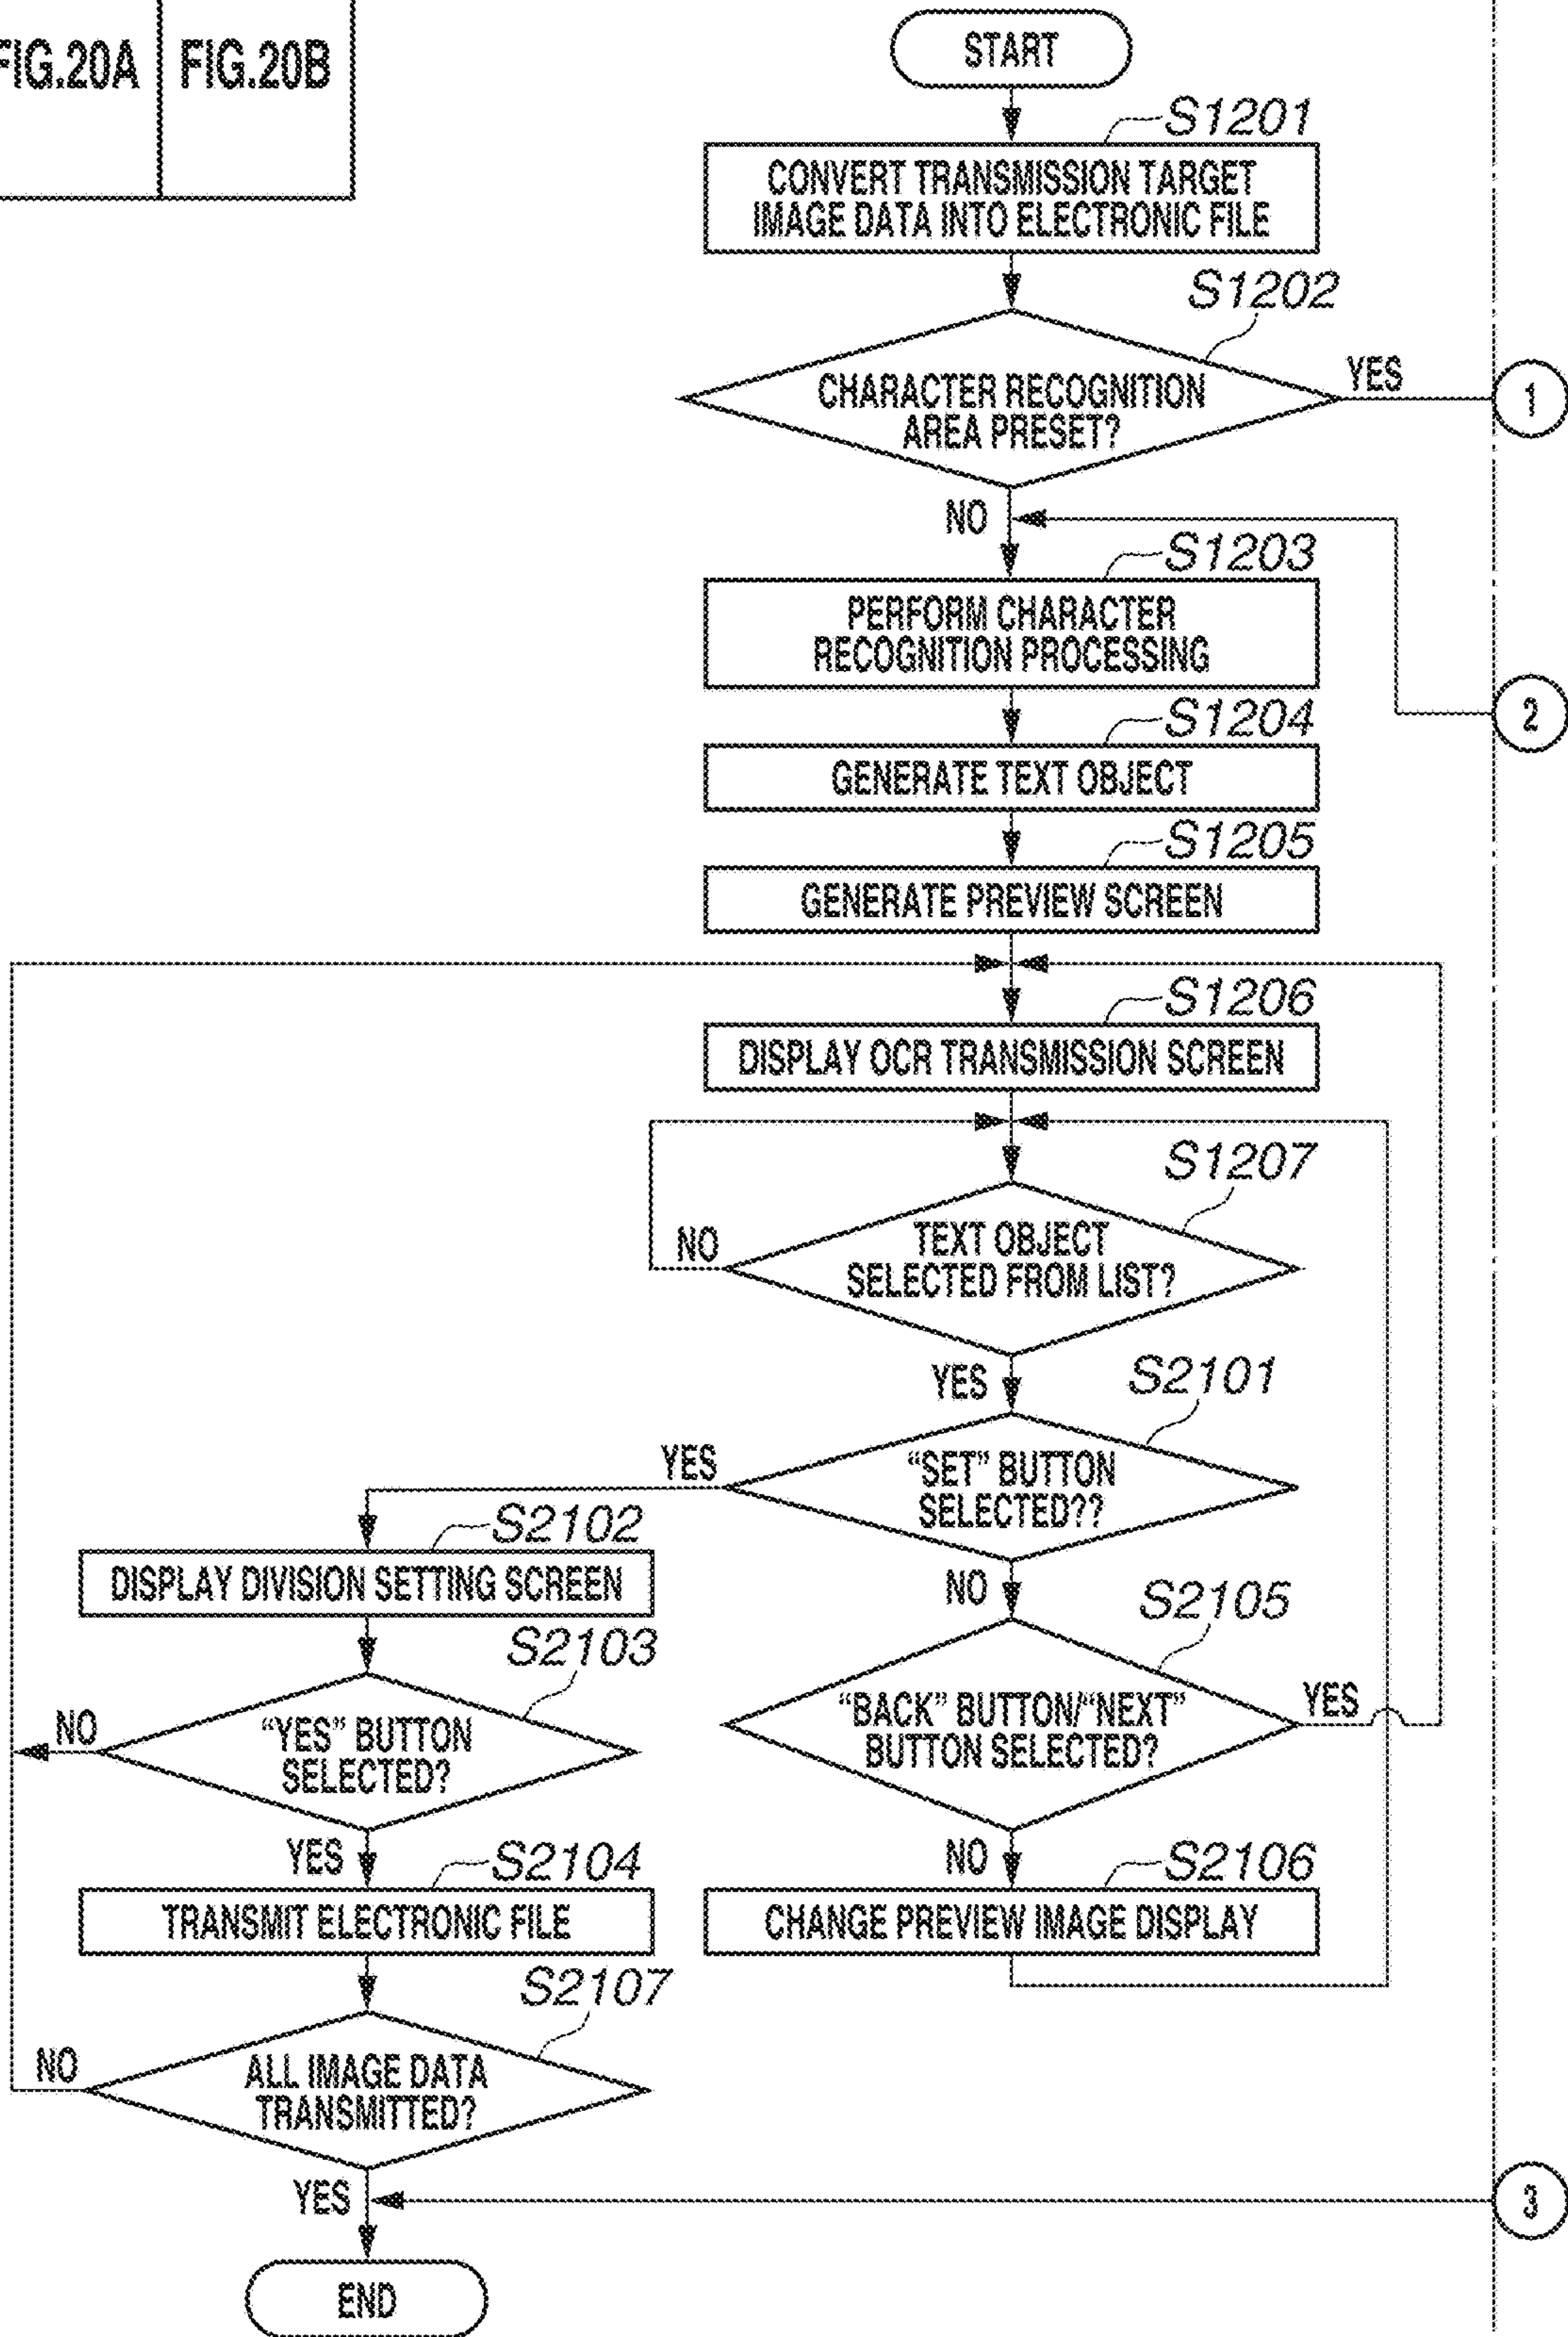 FIG.20A
FIG.20B
START
S1201
CONVERT TRANSMISSION TARGET
IMAGE DATA INTO ELECTRONIC FILE
S1202
CHARACTER RECOGNITION
AREA PRESET?
YES
1
NO
S1203
PERFORM CHARACTER
RECOGNITION PROCESSING
2
S1204
GENERATE TEXT OBJECT
S1205
GENERATE PREVIEW SCREEN
S1206
DISPLAY OCR TRANSMISSION SCREEN
S1207
TEXT OBJECT
SELECTED FROM LIST?
NO
YES
S2101
“SET” BUTTON
SELECTED??
YES
NO
S2102
DISPLAY DIVISION SETTING SCREEN
S2105
“BACK” BUTTON/“NEXT”
BUTTON SELECTED?
YES
NO
S2103
“YES” BUTTON
SELECTED?
NO
YES
S2104
TRANSMIT ELECTRONIC FILE
S2106
CHANGE PREVIEW IMAGE DISPLAY
S2107
ALL IMAGE DATA
TRANSMITTED?
NO
YES
3
END